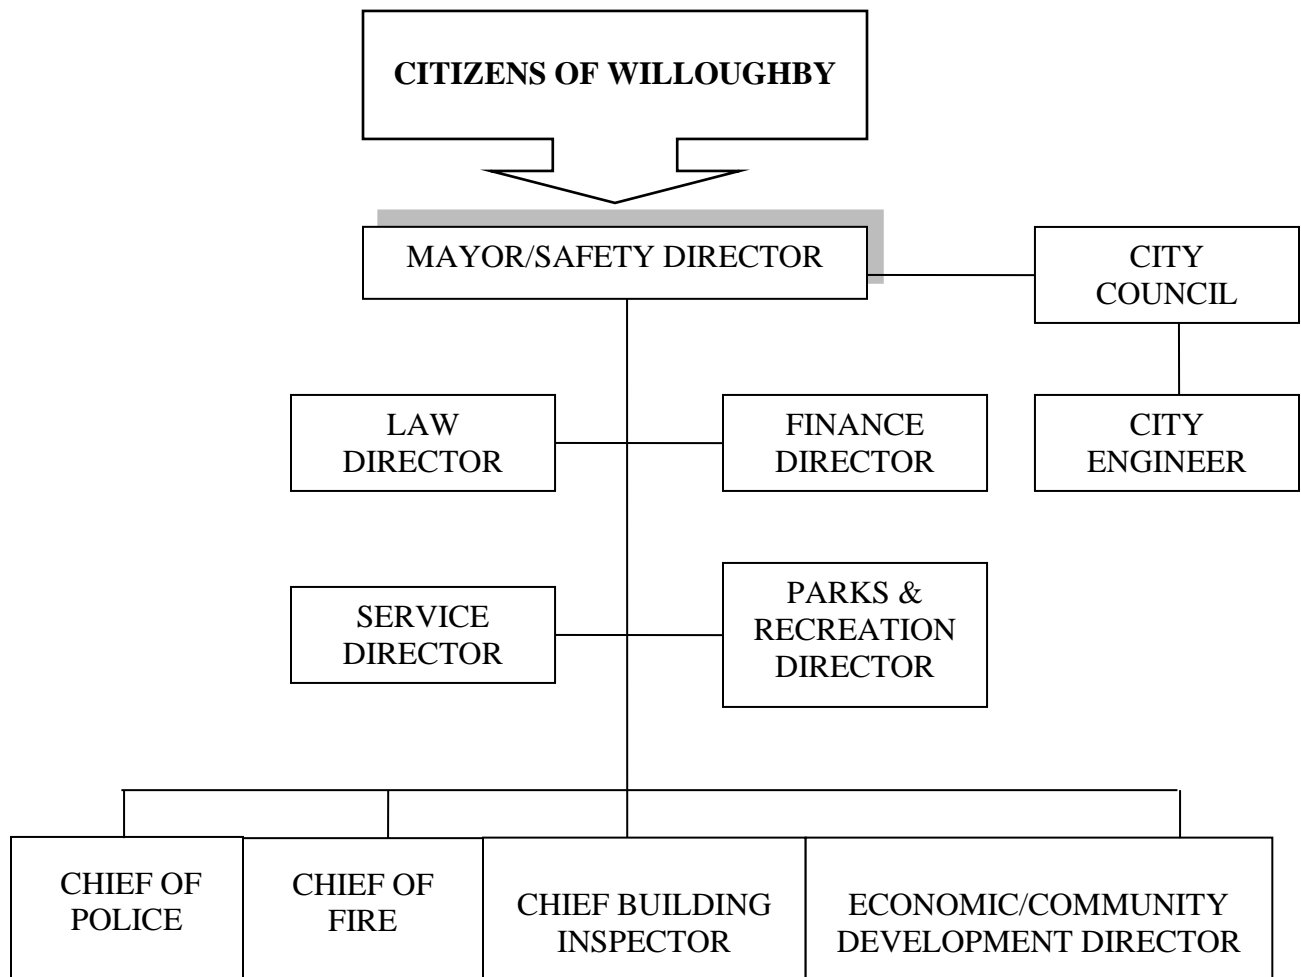 CITIZENS OF WILLOUGHBY
MAYOR/SAFETY DIRECTOR
CITY
COUNCIL
LAW
DIRECTOR
FINANCE
DIRECTOR
CITY
ENGINEER
SERVICE
DIRECTOR
PARKS &
RECREATION
DIRECTOR
CHIEF OF
POLICE
CHIEF OF
FIRE
CHIEF BUILDING
INSPECTOR
ECONOMIC/COMMUNITY
DEVELOPMENT DIRECTOR